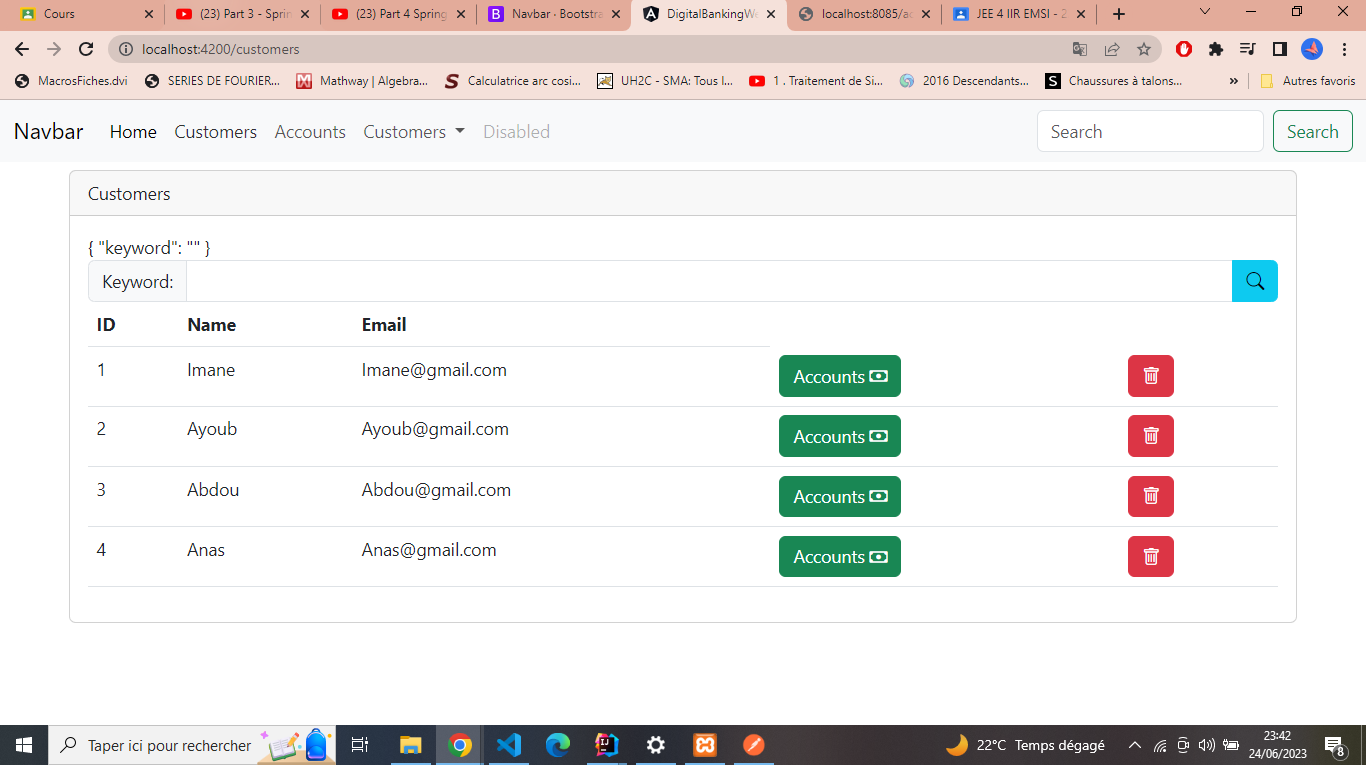 Cours
(23) Part 3 - Sprin
(23) Part 4 Spring
Navbar · Bootstra
DigitalBankingWe
localhost:8085/ac
JEE 4 IIR EMSI - 2
localhost:4200/customers
MacrosFiches.dvi
SERIES DE FOURIER...
Mathway | Algebra...
Calculatrice arc cosi...
UH2C - SMA: Tous l...
1 . Traitement de Si...
2016 Descendants...
Chaussures à talons...
»
Autres favoris
Navbar Home Customers Accounts Customers Disabled Search Search
Customers
{ "keyword": "" }
Keyword:
ID Name Email
1 Imane Imane@gmail.com Accounts
2 Ayoub Ayoub@gmail.com Accounts
3 Abdou Abdou@gmail.com Accounts
4 Anas Anas@gmail.com Accounts
Taper ici pour rechercher
22°C Temps dégagé
23:42
24/06/2023
8